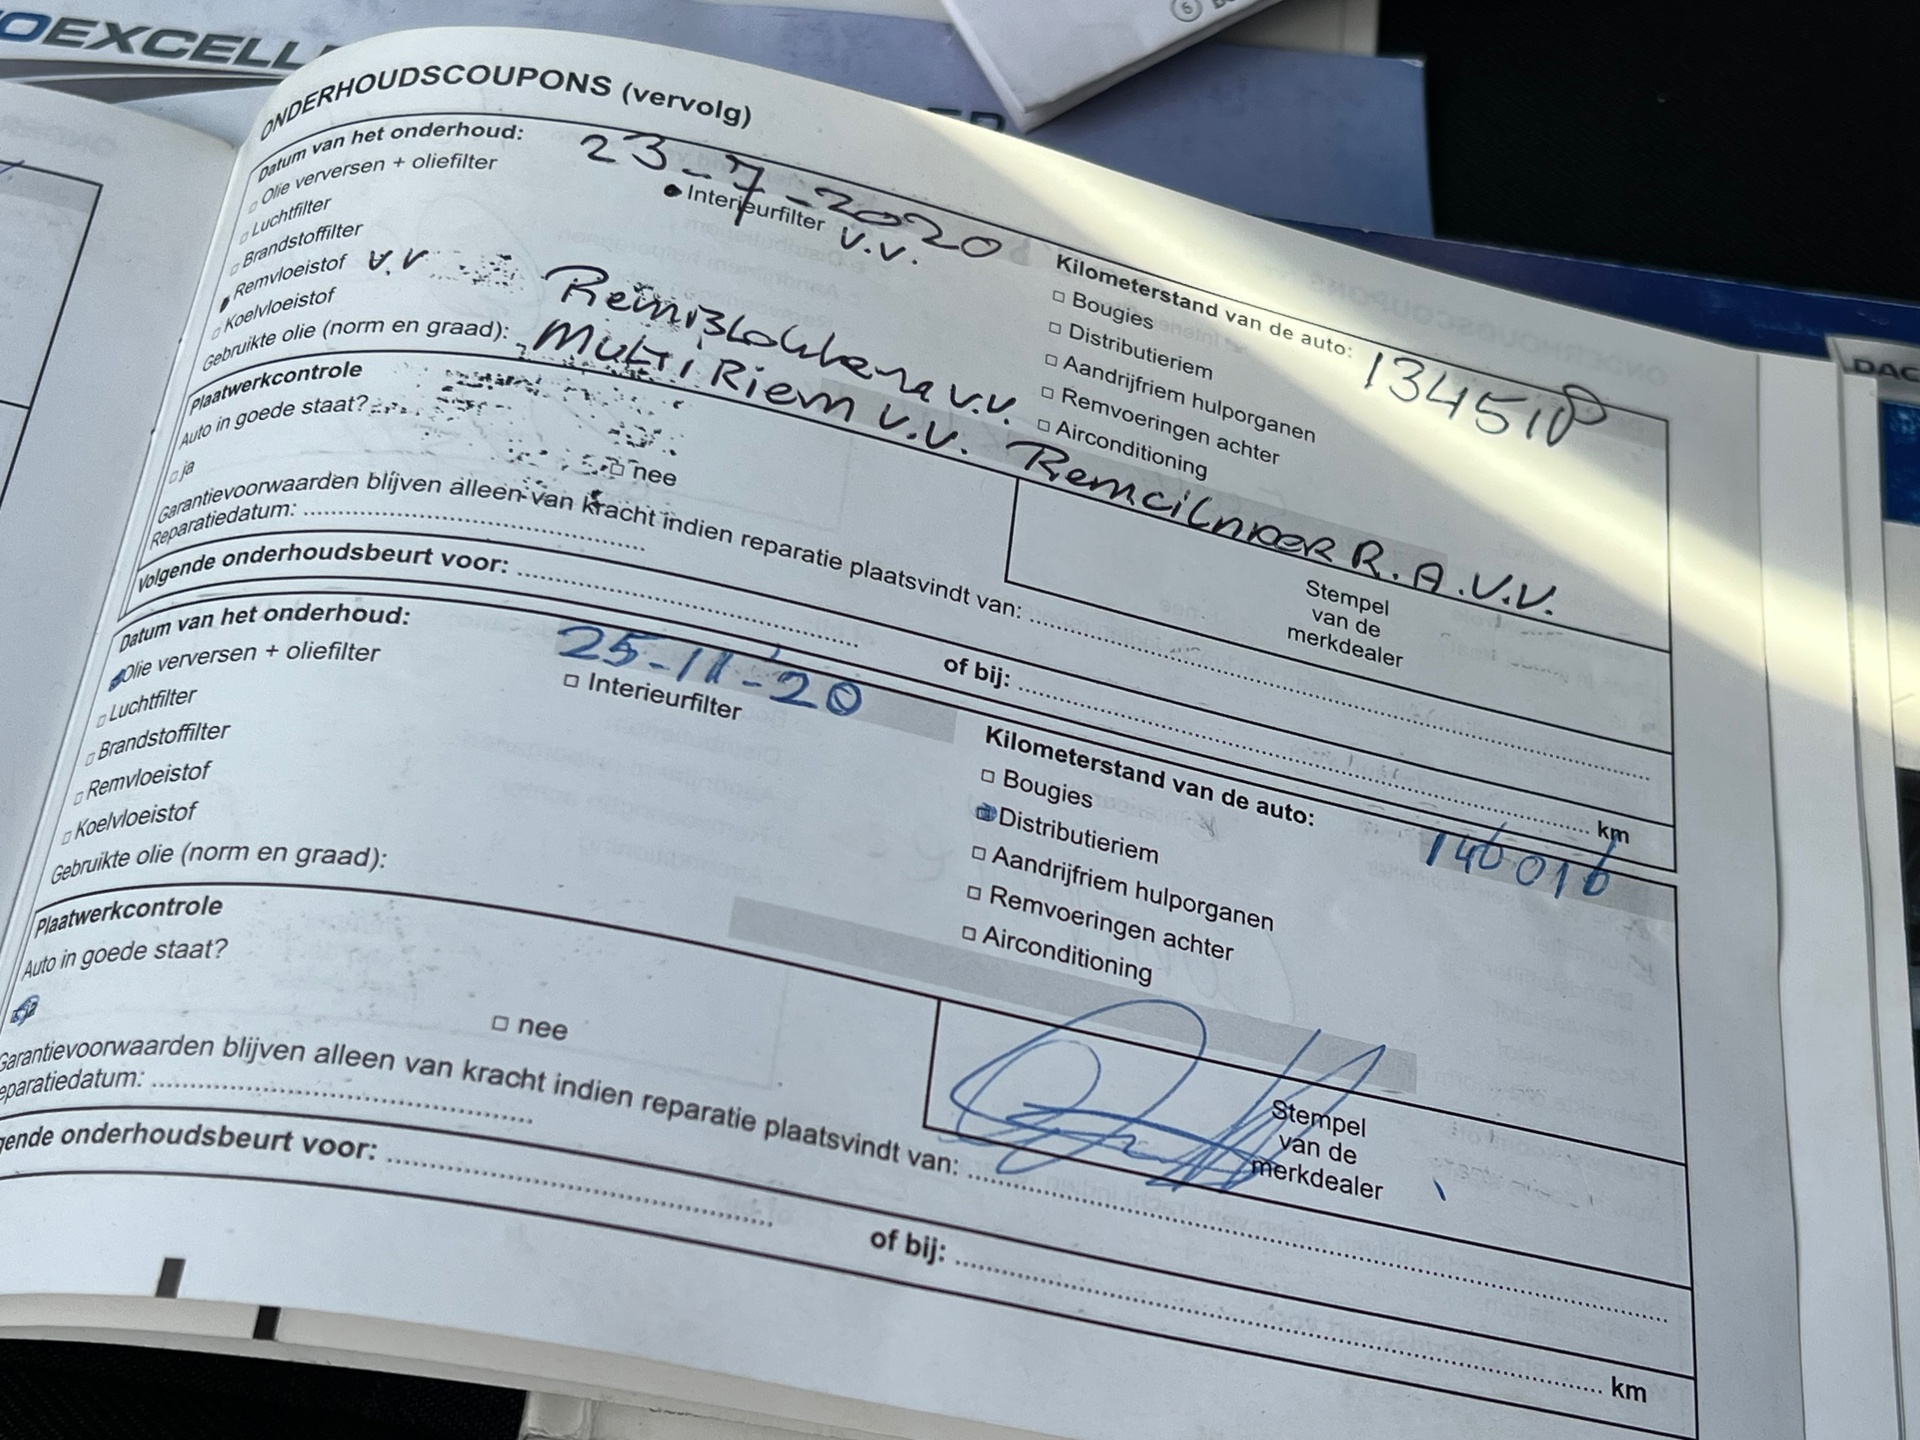 OEXCELL
ONDERHOUDSCOUPONS (vervolg)
Datum van het onderhoud: 23-7-2020
Olie verversen + oliefilter
Interieurfilter v.v.
Luchtfilter
Brandstoffilter
Remvloeistof v.v
Koelvloeistof
Kilometerstand van de auto: 134518
Bougies
Distributieriem
Aandrijfriem hulporganen
Remvoeringen achter
Airconditioning
Gebruikte olie (norm en graad):
Remblokken v.v.
Multi Riem v.v. Remcilinder R.A.V.V.
Plaatwerkcontrole
Auto in goede staat?
ja
nee
Stempel
van de
merkdealer
Garantievoorwaarden blijven alleen van kracht indien reparatie plaatsvindt van:
Reparatiedatum:
Volgende onderhoudsbeurt voor:
of bij: km
Datum van het onderhoud: 25-11-20
Olie verversen + oliefilter
Interieurfilter
Luchtfilter
Brandstoffilter
Remvloeistof
Koelvloeistof
Kilometerstand van de auto: 146016
Bougies
Distributieriem
Aandrijfriem hulporganen
Remvoeringen achter
Airconditioning
Gebruikte olie (norm en graad):
Plaatwerkcontrole
Auto in goede staat?
ja
nee
Stempel
van de
merkdealer
Garantievoorwaarden blijven alleen van kracht indien reparatie plaatsvindt van:
eparatiedatum:
gende onderhoudsbeurt voor:
of bij: km
DAC